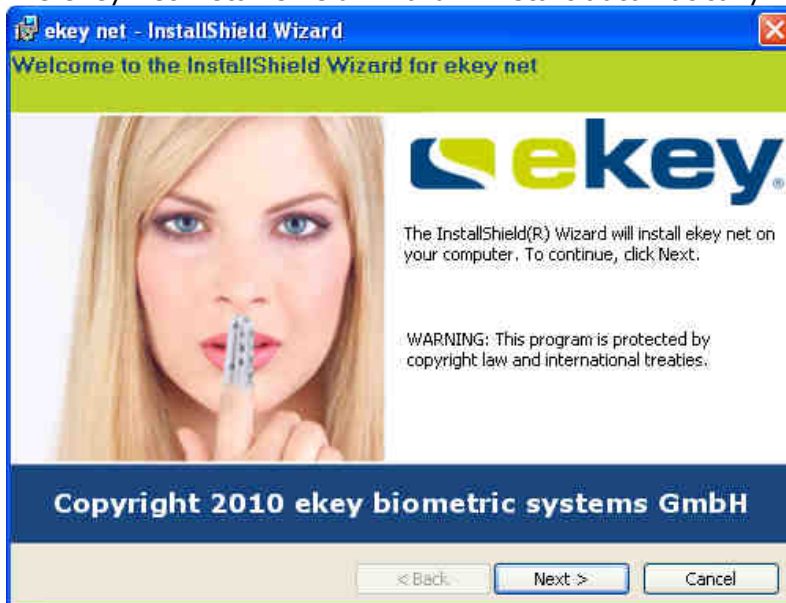 ekey net - InstallShield Wizard
Welcome to the InstallShield Wizard for ekey net
ekey®
The InstallShield(R) Wizard will install ekey net on
your computer. To continue, click Next.
WARNING: This program is protected by
copyright law and international treaties.
Copyright 2010 ekey biometric systems GmbH
< Back
Next >
Cancel